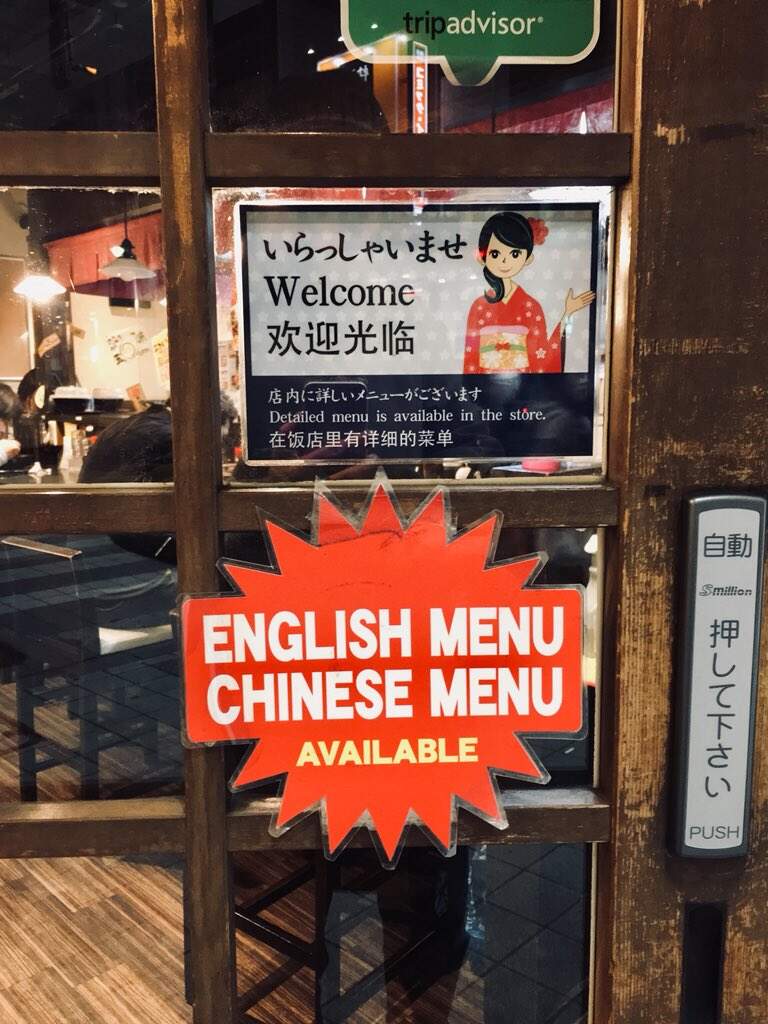 tripadvisor®
いらっしゃいませ
Welcome
欢迎光临
店内に詳しいメニューがございます
Detailed menu is available in the store.
在饭店里有详细的菜单
ENGLISH MENU
CHINESE MENU
AVAILABLE
自動
Smillion
押して下さい
PUSH